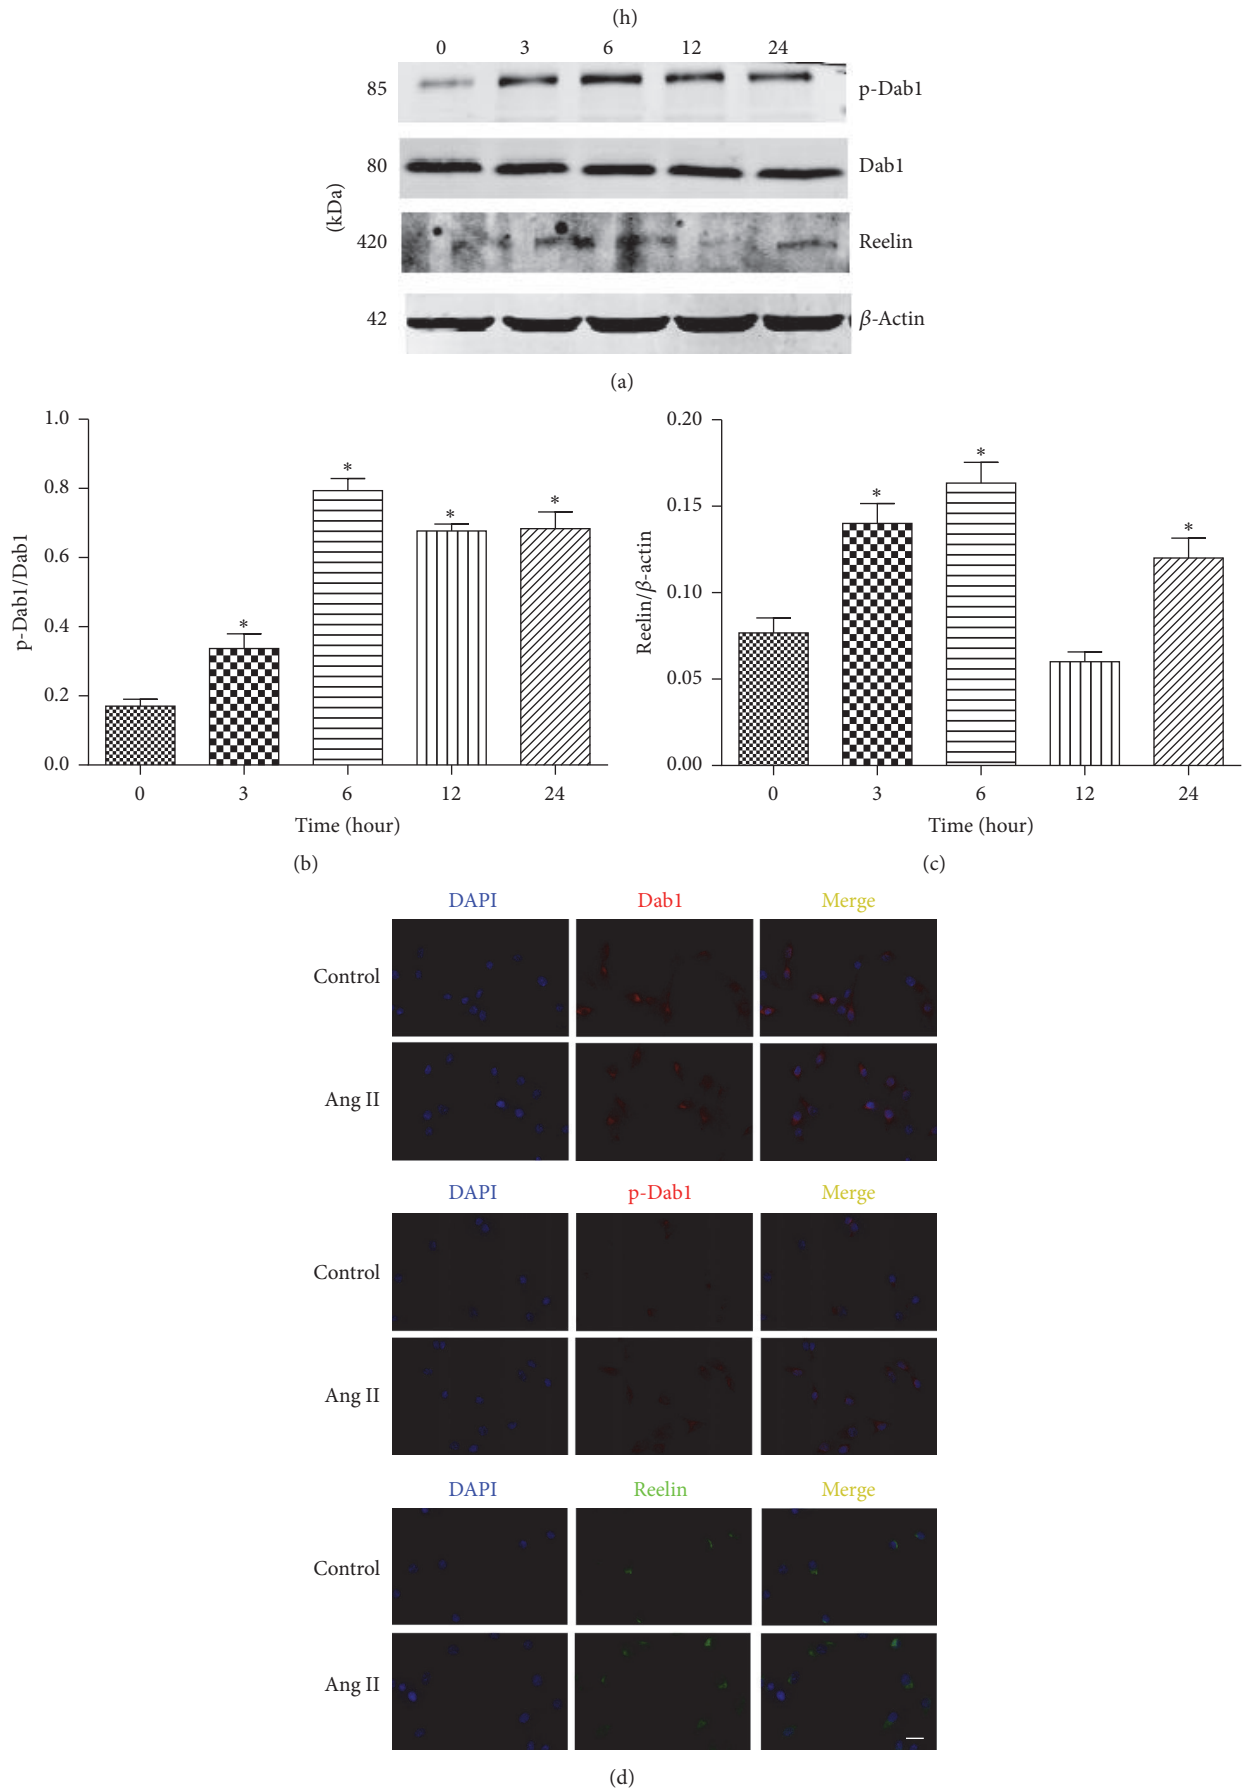 (h)
0 3 6 12 24
85 p-Dab1
80 Dab1
(kDa)
420 Reelin
42 β-Actin
(a)
1.0
0.8
0.6
0.4
0.2
0.0
p-Dab1/Dab1
* * * *
0 3 6 12 24
Time (hour)
(b)
0.20
0.15
0.10
0.05
0.00
Reelin/β-actin
* * *
0 3 6 12 24
Time (hour)
(c)
DAPI Dab1 Merge
Control
Ang II
DAPI p-Dab1 Merge
Control
Ang II
DAPI Reelin Merge
Control
Ang II
(d)